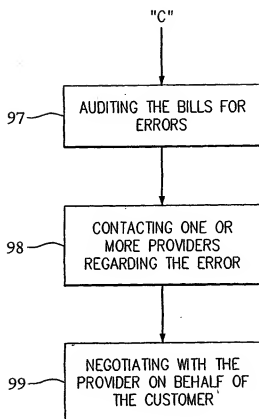 "C"
97
AUDITING THE BILLS FOR
ERRORS
98
CONTACTING ONE OR
MORE PROVIDERS
REGARDING THE ERROR
99
NEGOTIATING WITH THE
PROVIDER ON BEHALF OF
THE CUSTOMER